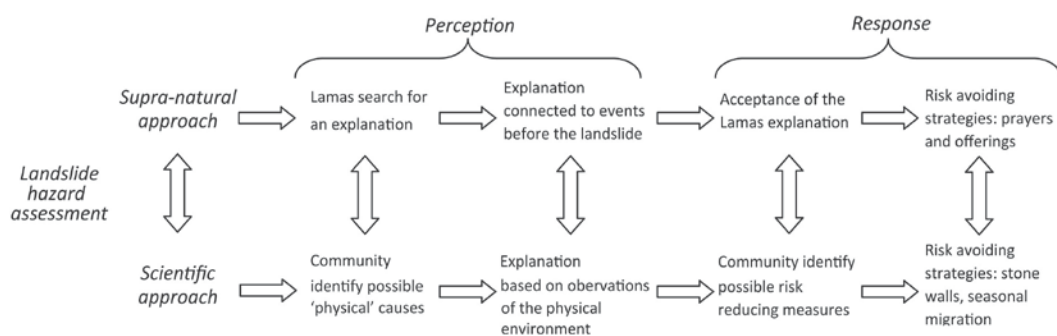 Perception
Response
Supra-natural
approach
Lamas search for
an explanation
Explanation
connected to events
before the landslide
Acceptance of the
Lamas explanation
Risk avoiding
strategies: prayers
and offerings
Landslide
hazard
assessment
Scientific
approach
Community
identify possible
‘physical’ causes
Explanation
based on obervations
of the physical
environment
Community identify
possible risk
reducing measures
Risk avoiding
strategies: stone
walls, seasonal
migration